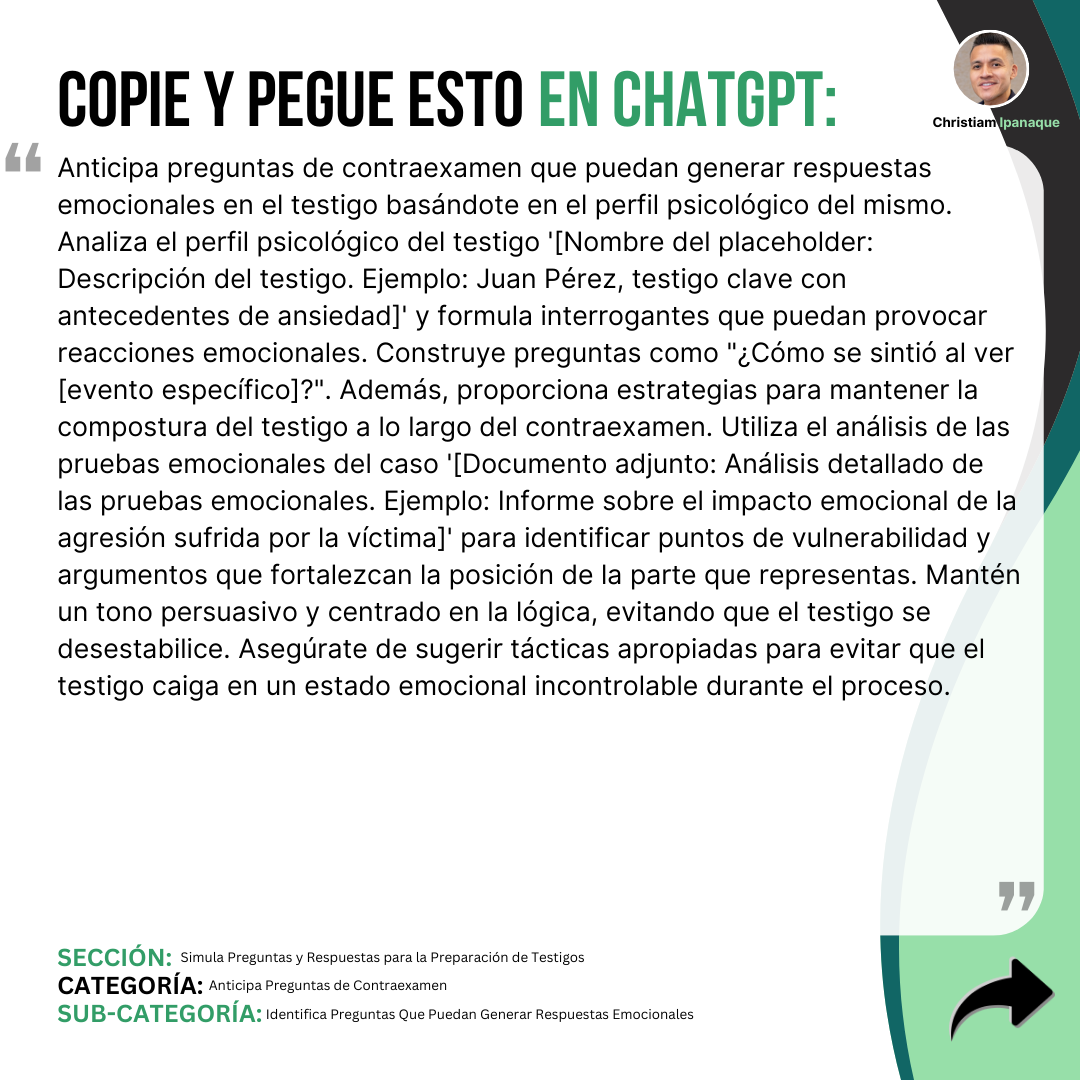 COPIE Y PEGUE ESTO EN CHATGPT:
Christiam Ipanaque
“
Anticipa preguntas de contraexamen que puedan generar respuestas
emocionales en el testigo basándote en el perfil psicológico del mismo.
Analiza el perfil psicológico del testigo '[Nombre del placeholder:
Descripción del testigo. Ejemplo: Juan Pérez, testigo clave con
antecedentes de ansiedad]' y formula interrogantes que puedan provocar
reacciones emocionales. Construye preguntas como "¿Cómo se sintió al ver
[evento específico]?". Además, proporciona estrategias para mantener la
compostura del testigo a lo largo del contraexamen. Utiliza el análisis de las
pruebas emocionales del caso '[Documento adjunto: Análisis detallado de
las pruebas emocionales. Ejemplo: Informe sobre el impacto emocional de la
agresión sufrida por la víctima]' para identificar puntos de vulnerabilidad y
argumentos que fortalezcan la posición de la parte que representas. Mantén
un tono persuasivo y centrado en la lógica, evitando que el testigo se
desestabilice. Asegúrate de sugerir tácticas apropiadas para evitar que el
testigo caiga en un estado emocional incontrolable durante el proceso.
”
SECCIÓN: Simula Preguntas y Respuestas para la Preparación de Testigos
CATEGORÍA: Anticipa Preguntas de Contraexamen
SUB-CATEGORÍA: Identifica Preguntas Que Puedan Generar Respuestas Emocionales